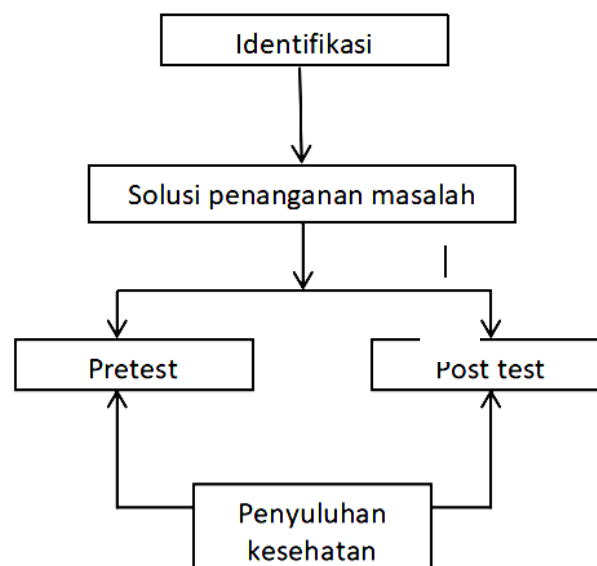 Identifikasi
Solusi penanganan masalah
Pretest
Post test
Penyuluhan
kesehatan